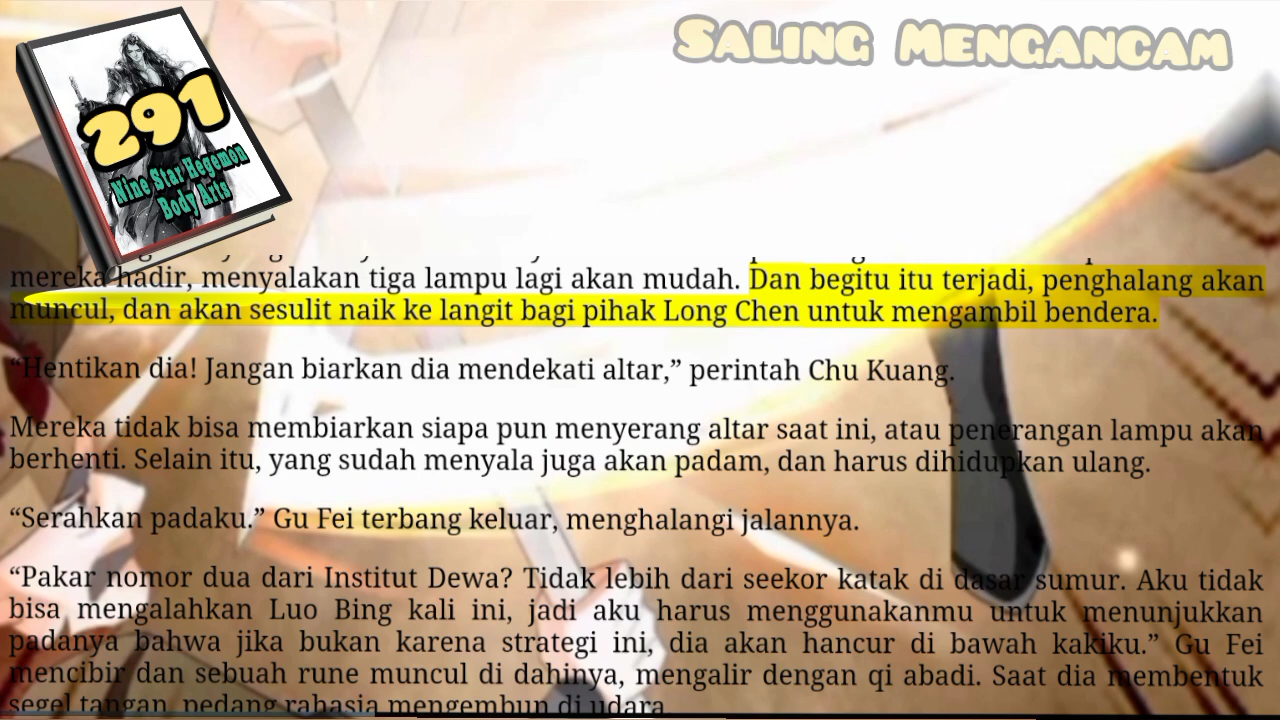 Saling Mengancam
291
Nine Star Hegemon
Body Arts
mereka hadir, menyalakan tiga lampu lagi akan mudah. Dan begitu itu terjadi, penghalang akan
muncul, dan akan sesulit naik ke langit bagi pihak Long Chen untuk mengambil bendera.
“Hentikan dia! Jangan biarkan dia mendekati altar,” perintah Chu Kuang.
Mereka tidak bisa membiarkan siapa pun menyerang altar saat ini, atau penerangan lampu akan
berhenti. Selain itu, yang sudah menyala juga akan padam, dan harus dihidupkan ulang.
“Serahkan padaku.” Gu Fei terbang keluar, menghalangi jalannya.
“Pakar nomor dua dari Institut Dewa? Tidak lebih dari seekor katak di dasar sumur. Aku tidak
bisa mengalahkan Luo Bing kali ini, jadi aku harus menggunakanmu untuk menunjukkan
padanya bahwa jika bukan karena strategi ini, dia akan hancur di bawah kakiku.” Gu Fei
mencibir dan sebuah rune muncul di dahinya, mengalir dengan qi abadi. Saat dia membentuk
segel tangan, pedang rahasia mengembun di udara